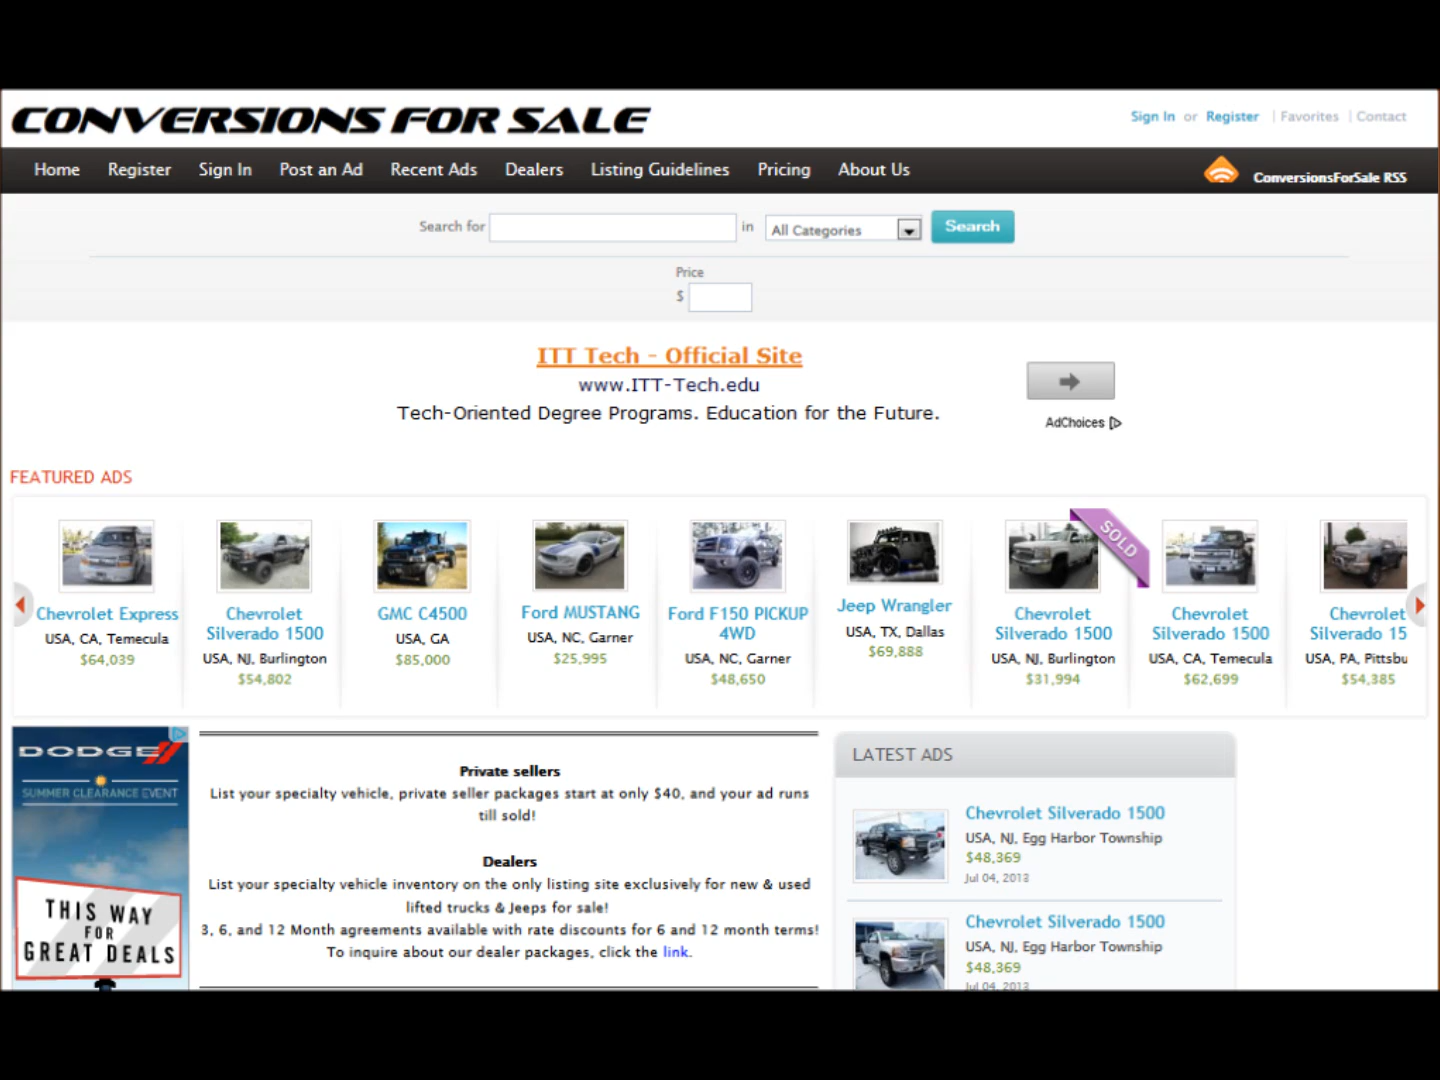 CONVERSIONS FOR SALE
Sign In or Register | Favorites | Contact
Home Register Sign In Post an Ad Recent Ads Dealers Listing Guidelines Pricing About Us ConversionsForSale RSS
Search for in All Categories Search
Price
$
ITT Tech - Official Site
www.ITT-Tech.edu
Tech-Oriented Degree Programs. Education for the Future.
AdChoices
FEATURED ADS
Chevrolet Express
USA, CA, Temecula
$64,039
Chevrolet
Silverado 1500
USA, NJ, Burlington
$54,802
GMC C4500
USA, GA
$85,000
Ford MUSTANG
USA, NC, Garner
$25,995
Ford F150 PICKUP
4WD
USA, NC, Garner
$48,650
Jeep Wrangler
USA, TX, Dallas
$69,888
SOLD
Chevrolet
Silverado 1500
USA, NJ, Burlington
$31,994
Chevrolet
Silverado 1500
USA, CA, Temecula
$62,699
Chevrolet
Silverado 15
USA, PA, Pittsbu
$54,385
DODGE
SUMMER CLEARANCE EVENT
THIS WAY
FOR
GREAT DEALS
Private sellers
List your specialty vehicle, private seller packages start at only $40, and your ad runs
till sold!
Dealers
List your specialty vehicle inventory on the only listing site exclusively for new & used
lifted trucks & Jeeps for sale!
3, 6, and 12 Month agreements available with rate discounts for 6 and 12 month terms!
To inquire about our dealer packages, click the link.
LATEST ADS
Chevrolet Silverado 1500
USA, NJ, Egg Harbor Township
$48,369
Jul 04, 2013
Chevrolet Silverado 1500
USA, NJ, Egg Harbor Township
$48,369
Jul 04, 2013